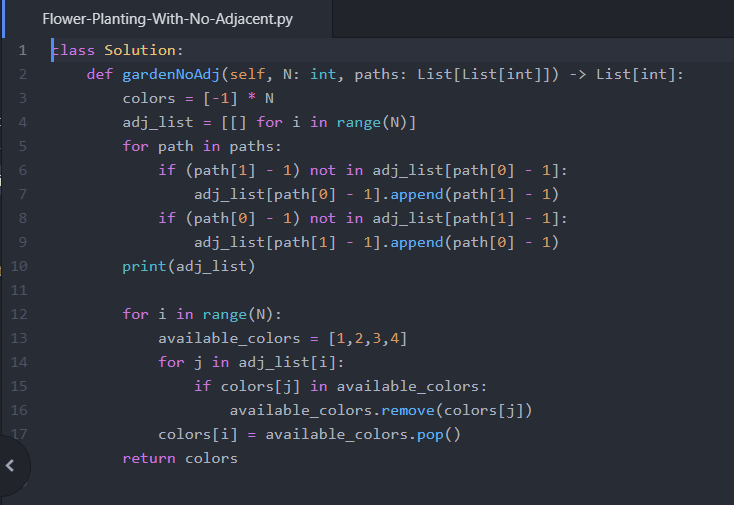 Flower-Planting-With-No-Adjacent.py
1 class Solution:
2     def gardenNoAdj(self, N: int, paths: List[List[int]]) -> List[int]:
3         colors = [-1] * N
4         adj_list = [[] for i in range(N)]
5         for path in paths:
6             if (path[1] - 1) not in adj_list[path[0] - 1]:
7                 adj_list[path[0] - 1].append(path[1] - 1)
8             if (path[0] - 1) not in adj_list[path[1] - 1]:
9                 adj_list[path[1] - 1].append(path[0] - 1)
10         print(adj_list)
11
12         for i in range(N):
13             available_colors = [1,2,3,4]
14             for j in adj_list[i]:
15                 if colors[j] in available_colors:
16                     available_colors.remove(colors[j])
17             colors[i] = available_colors.pop()
        return colors